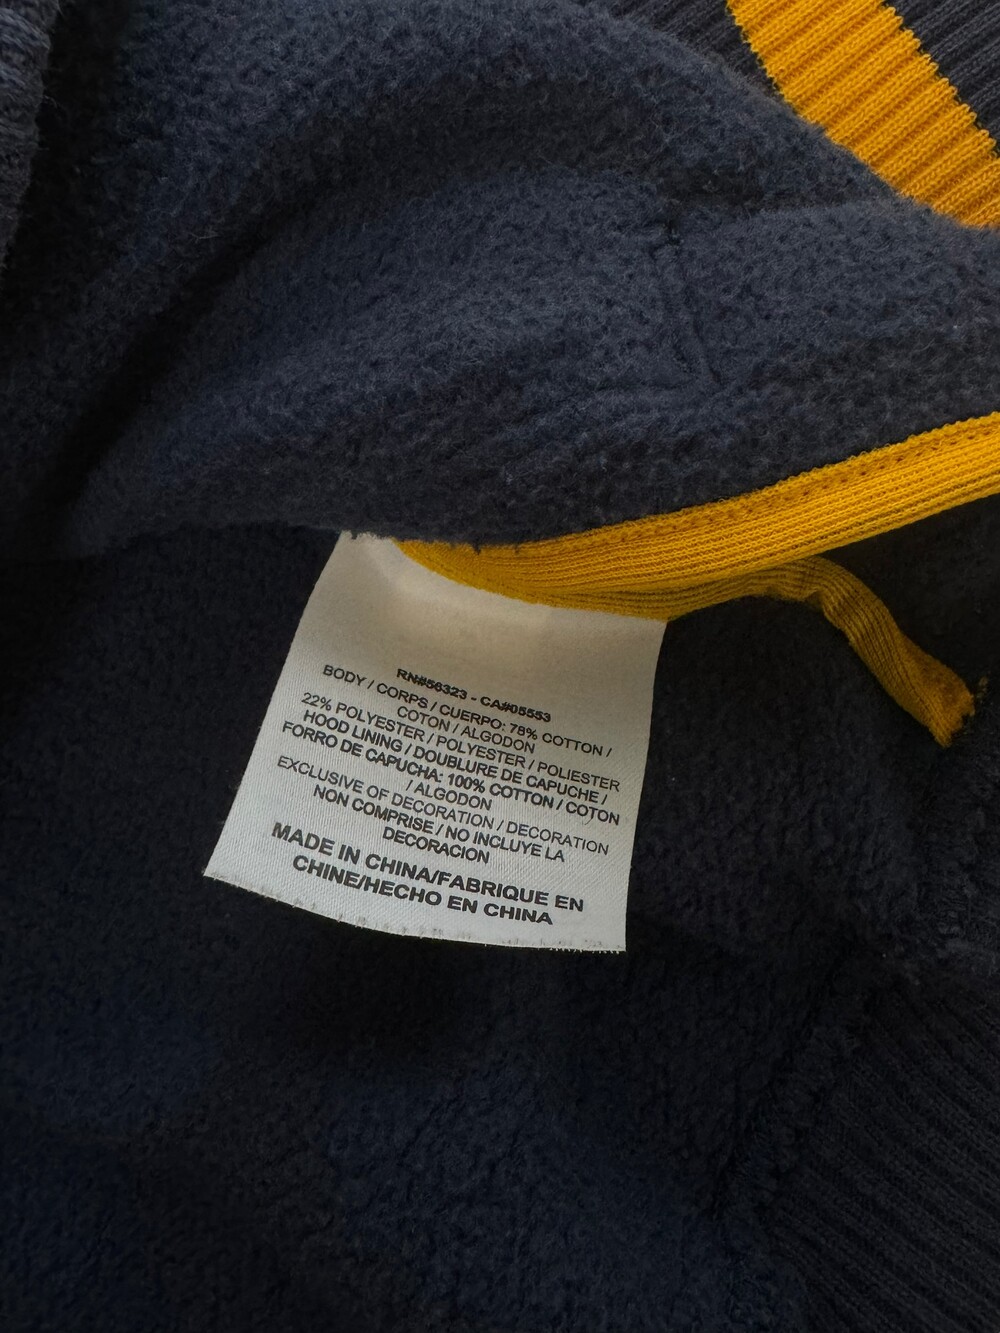 RN#56323 - CA#05553
BODY / CORPS / CUERPO: 78% COTTON /
COTON / ALGODON
22% POLYESTER / POLYESTER / POLIESTER
HOOD LINING / DOUBLURE DE CAPUCHE /
FORRO DE CAPUCHA: 100% COTTON / COTON
/ ALGODON
EXCLUSIVE OF DECORATION / DECORATION
NON COMPRISE / NO INCLUYE LA
DECORACION
MADE IN CHINA/FABRIQUE EN
CHINE/HECHO EN CHINA